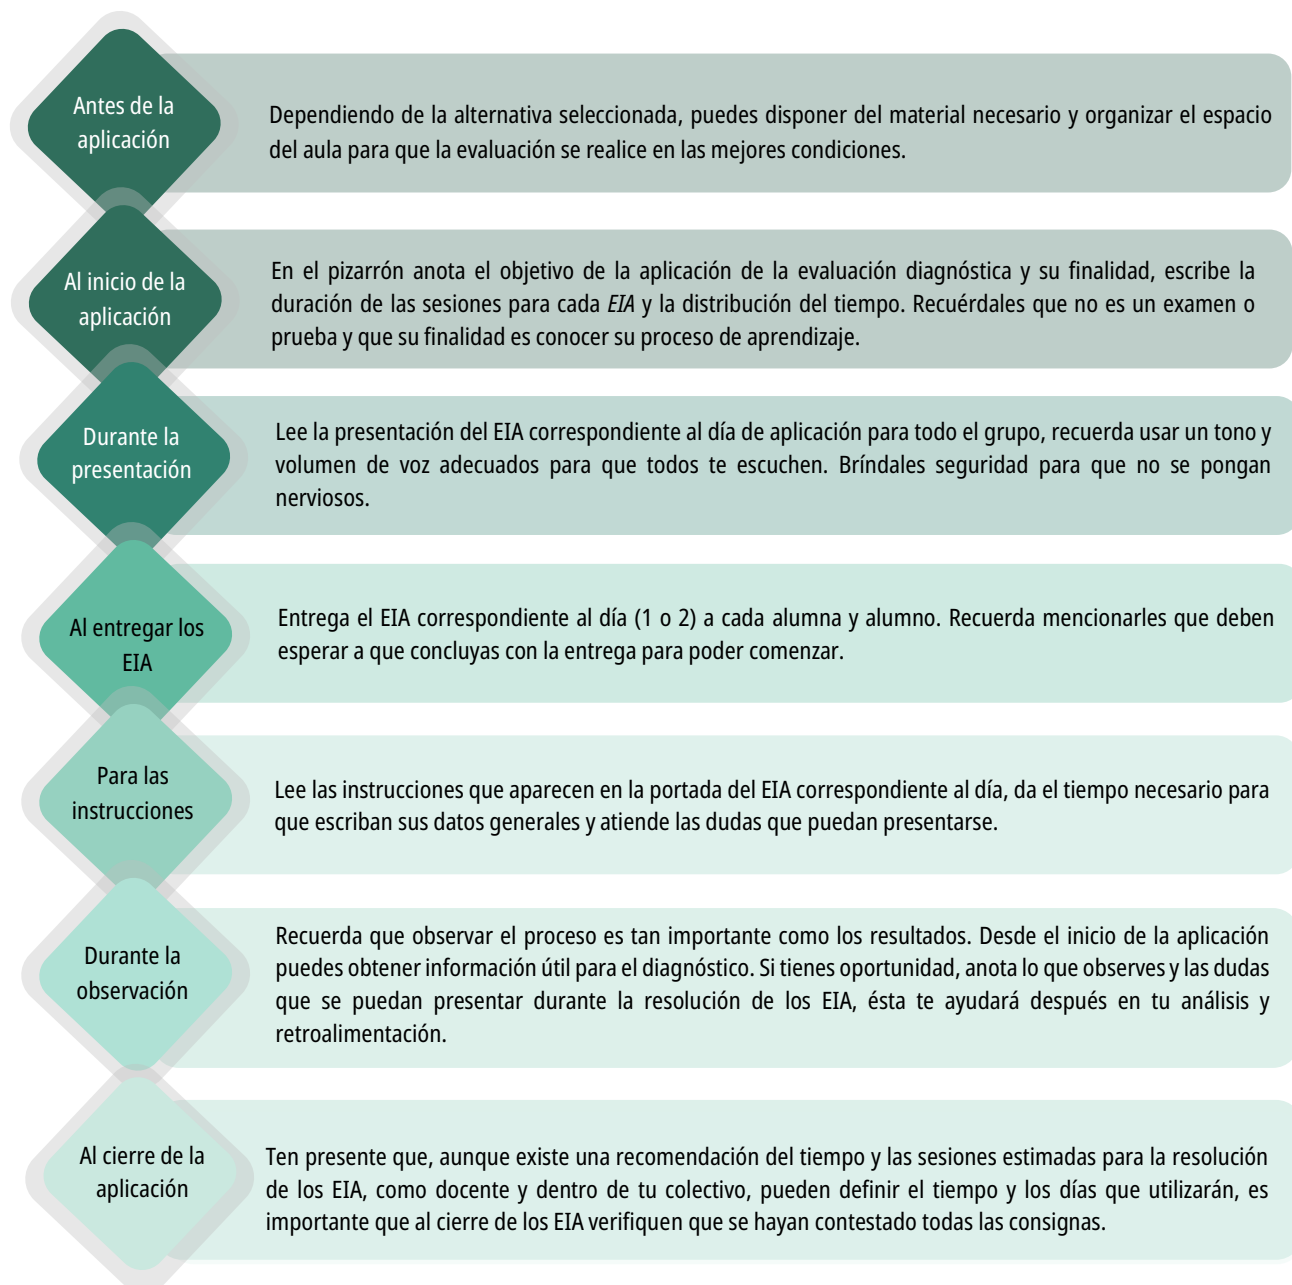 Antes de la
aplicación
Dependiendo de la alternativa seleccionada, puedes disponer del material necesario y organizar el espacio
del aula para que la evaluación se realice en las mejores condiciones.
Al inicio de la
aplicación
En el pizarrón anota el objetivo de la aplicación de la evaluación diagnóstica y su finalidad, escribe la
duración de las sesiones para cada EIA y la distribución del tiempo. Recuérdales que no es un examen o
prueba y que su finalidad es conocer su proceso de aprendizaje.
Durante la
presentación
Lee la presentación del EIA correspondiente al día de aplicación para todo el grupo, recuerda usar un tono y
volumen de voz adecuados para que todos te escuchen. Bríndales seguridad para que no se pongan
nerviosos.
Al entregar los
EIA
Entrega el EIA correspondiente al día (1 o 2) a cada alumna y alumno. Recuerda mencionarles que deben
esperar a que concluyas con la entrega para poder comenzar.
Para las
instrucciones
Lee las instrucciones que aparecen en la portada del EIA correspondiente al día, da el tiempo necesario para
que escriban sus datos generales y atiende las dudas que puedan presentarse.
Durante la
observación
Recuerda que observar el proceso es tan importante como los resultados. Desde el inicio de la aplicación
puedes obtener información útil para el diagnóstico. Si tienes oportunidad, anota lo que observes y las dudas
que se puedan presentar durante la resolución de los EIA, ésta te ayudará después en tu análisis y
retroalimentación.
Al cierre de la
aplicación
Ten presente que, aunque existe una recomendación del tiempo y las sesiones estimadas para la resolución
de los EIA, como docente y dentro de tu colectivo, pueden definir el tiempo y los días que utilizarán, es
importante que al cierre de los EIA verifiquen que se hayan contestado todas las consignas.